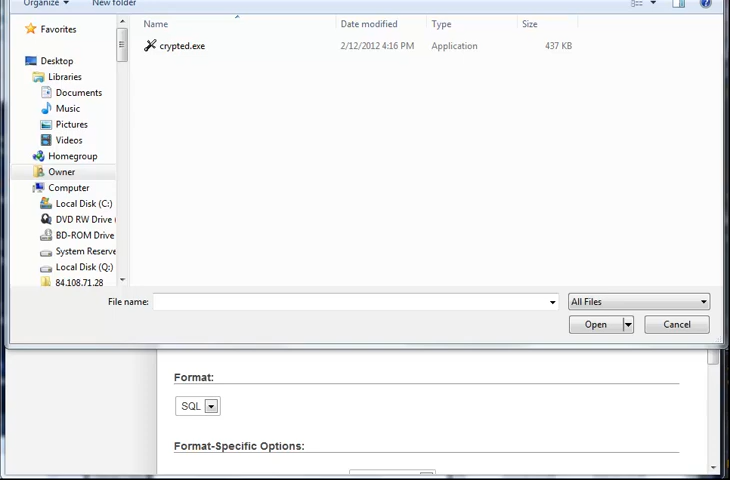 Organize New folder
Name Date modified Type Size
crypted.exe 2/12/2012 4:16 PM Application 437 KB
Favorites
Desktop
Libraries
Documents
Music
Pictures
Videos
Homegroup
Owner
Computer
Local Disk (C:)
DVD RW Drive (
BD-ROM Drive
System Reserve
Local Disk (Q:)
84.108.71.28
File name: All Files
Open Cancel
Format:
SQL
Format-Specific Options: